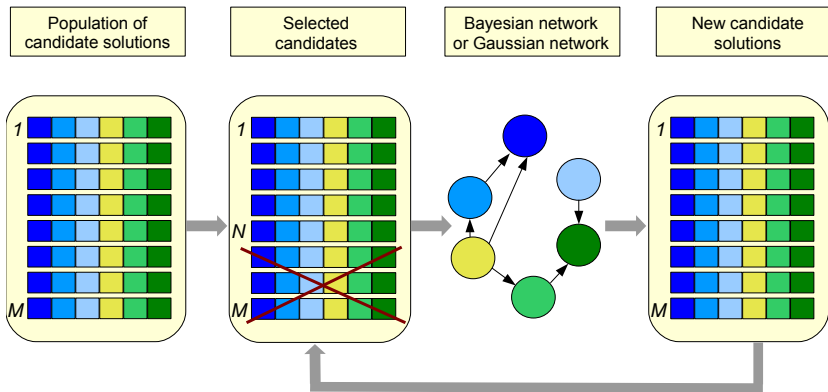 Population of
candidate solutions
Selected
candidates
Bayesian network
or Gaussian network
New candidate
solutions
1
M
1
N
M
1
M